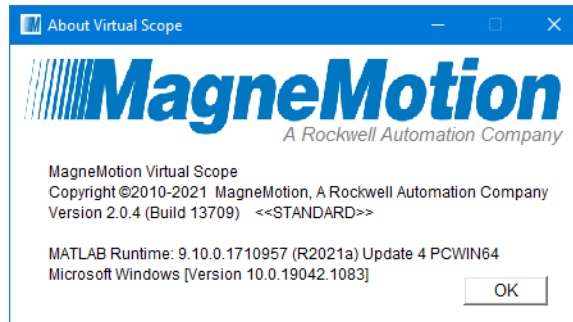 About Virtual Scope
MagneMotion
A Rockwell Automation Company
MagneMotion Virtual Scope
Copyright ©2010-2021 MagneMotion, A Rockwell Automation Company
Version 2.0.4 (Build 13709) <<STANDARD>>
MATLAB Runtime: 9.10.0.1710957 (R2021a) Update 4 PCWIN64
Microsoft Windows [Version 10.0.19042.1083]
OK